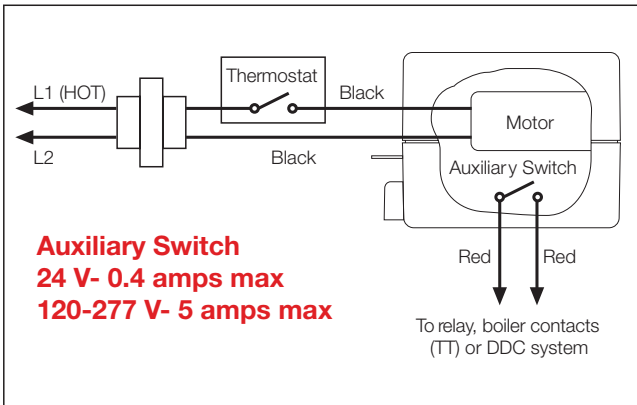 L1 (HOT)
Thermostat
Black
Motor
L2
Black
Auxiliary Switch
Red
Red
Auxiliary Switch
24 V- 0.4 amps max
120-277 V- 5 amps max
To relay, boiler contacts
(TT) or DDC system